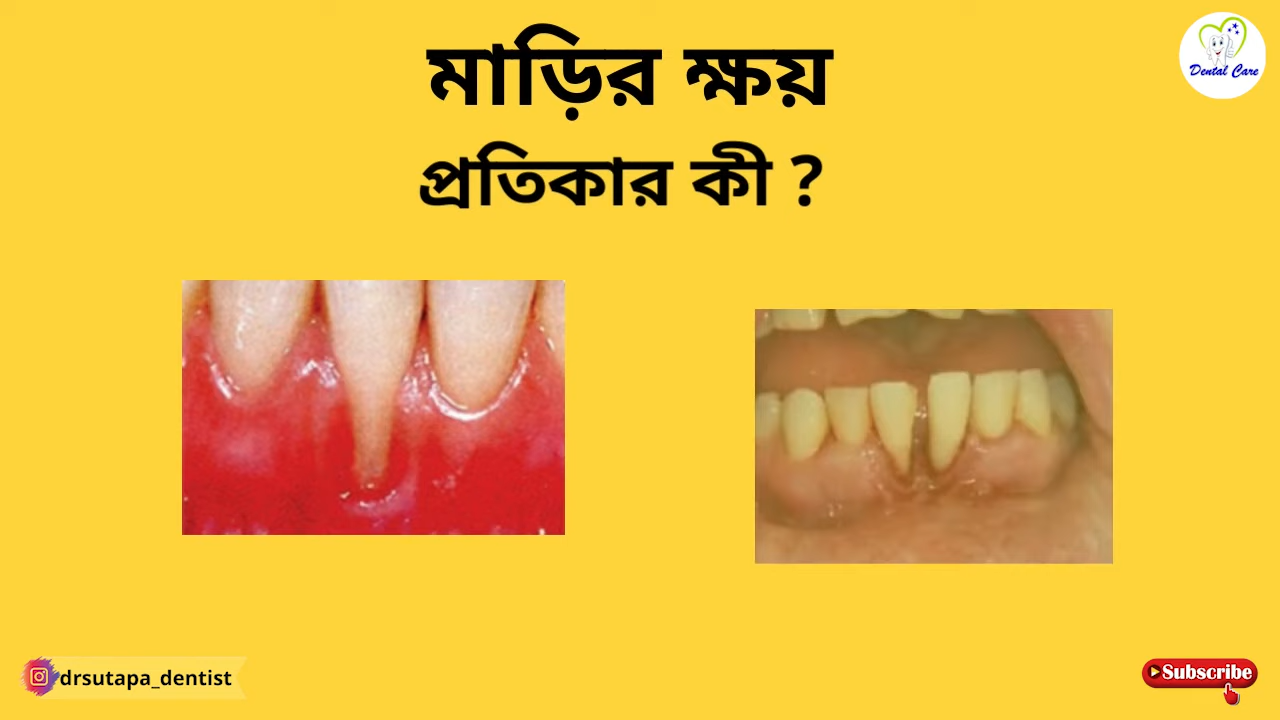 মাড়ির ক্ষয়
প্রতিকার কী ?
Dental Care
drsutapa_dentist
Subscribe